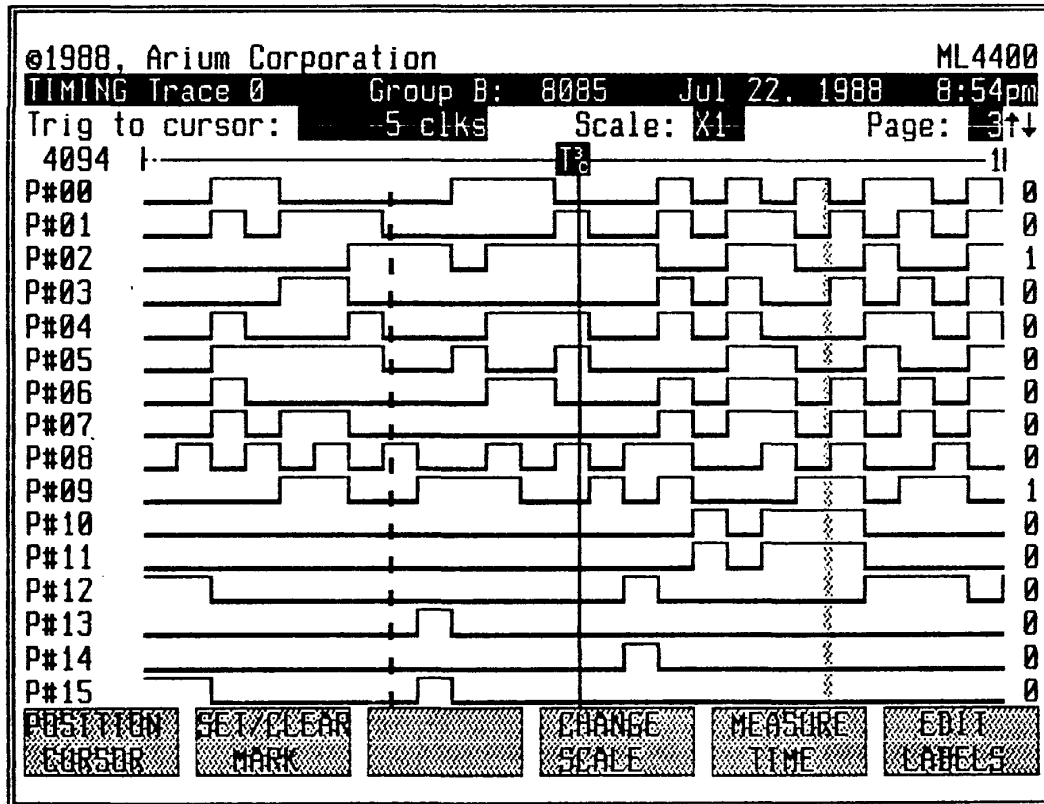 ©1988, Arium Corporation ML4400
TIMING Trace 0 Group B: 8085 Jul 22, 1988 8:54pm
Trig to cursor: -5 clks Scale: X1 Page: 3↑↓
4094 T 3 c 1
P#00 0
P#01 0
P#02 1
P#03 0
P#04 0
P#05 0
P#06 0
P#07 0
P#08 0
P#09 1
P#10 0
P#11 0
P#12 0
P#13 0
P#14 0
P#15 0
POSITION SET/CLEAR CHANGE MEASURE EDIT
CURSOR MARK SCALE TIME LABELS